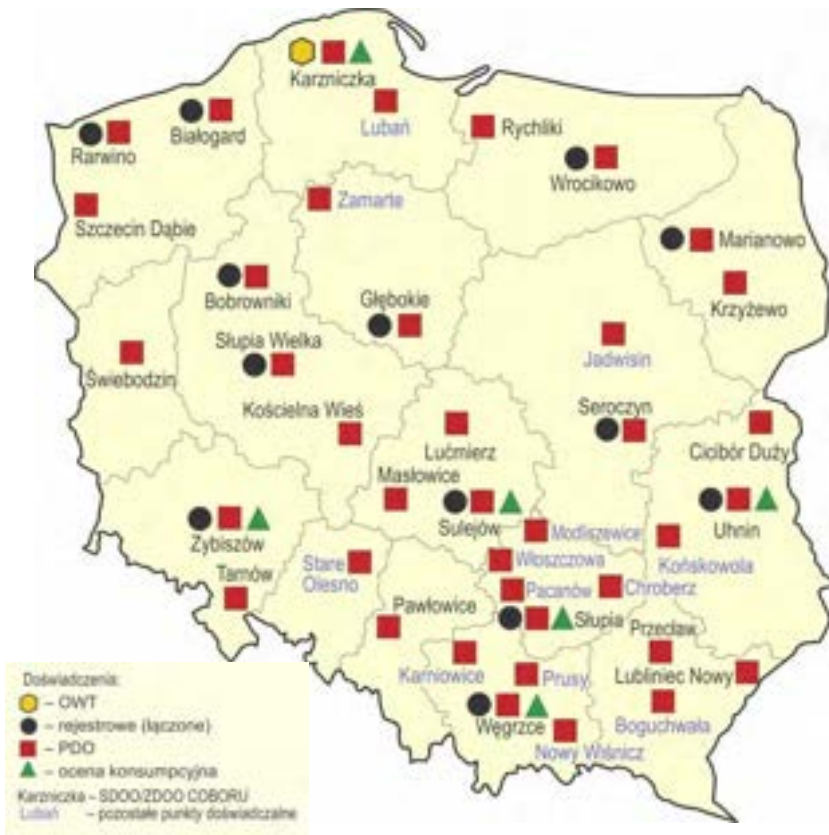 Karzniczka
Lubań
Rychliki
Białogard
Rarwino
Wrocikowo
Zamarte
Szczecin Dąbie
Marianowo
Krzyżewo
Bobrowniki
Głębokie
Słupia Wielka
Jadwisin
Świebodzin
Kościelna Wieś
Seroczyn
Lućmierz
Cicibór Duży
Masłowice
Sulejów
Uhnin
Modliszewice
Zybiszów
Włoszczowa
Końskowola
Stare
Olesno
Tarnów
Pacanów
Chroberz
Pawłowice
Słupia
Przecław
Karniowice
Prusy
Lubliniec Nowy
Węgrzce
Boguchwała
Nowy Wiśnicz
Doświadczenia:
– OWT
– rejestrowe (łączone)
– PDO
– ocena konsumpcyjna
Karzniczka – SDOO/ZDOO COBORU
Lubań – pozostałe punkty doświadczalne